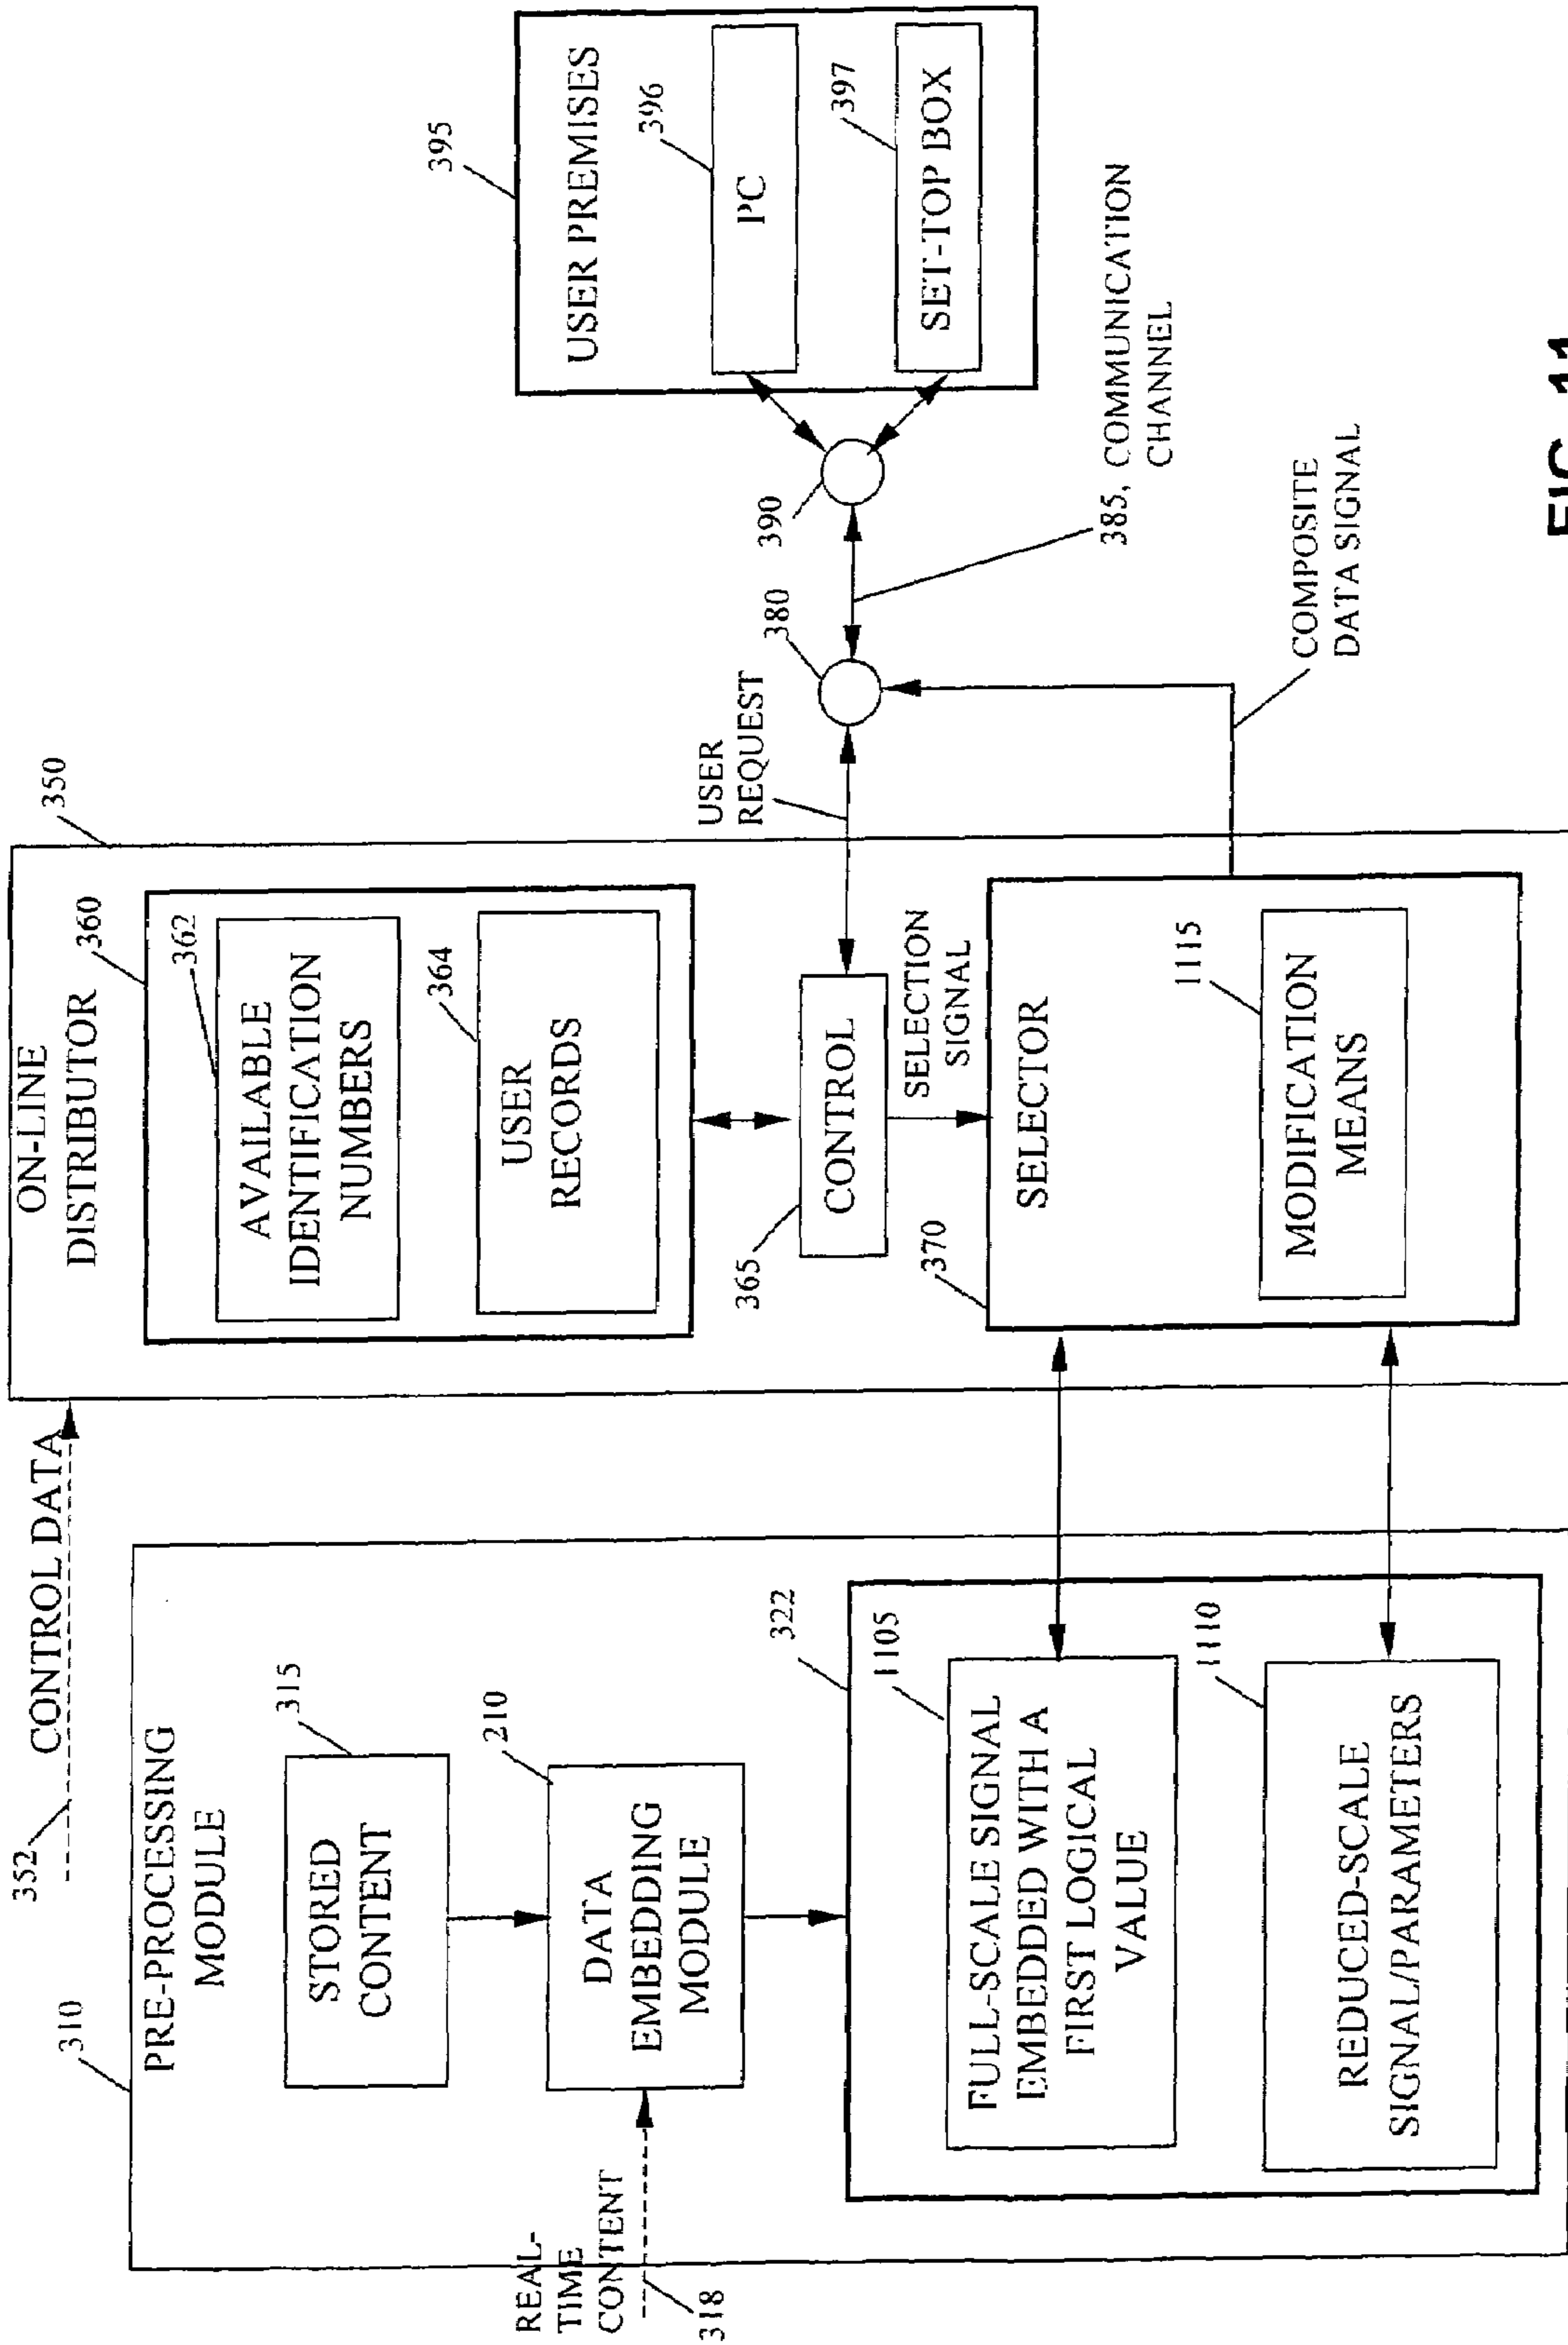 310
PRE-PROCESSING
MODULE
315
STORED
CONTENT
210
DATA
EMBEDDING
MODULE
REAL-
TIME
CONTENT
318
322
1105
FULL-SCALE SIGNAL
EMBEDDED WITH A
FIRST LOGICAL
VALUE
1110
REDUCED-SCALE
SIGNAL/PARAMETERS
352
CONTROL DATA
ON-LINE
DISTRIBUTOR
350
360
362
AVAILABLE
IDENTIFICATION
NUMBERS
364
USER
RECORDS
365
CONTROL
SELECTION
SIGNAL
370
SELECTOR
1115
MODIFICATION
MEANS
USER
REQUEST
380
390
385, COMMUNICATION
CHANNEL
COMPOSITE
DATA SIGNAL
395
USER PREMISES
396
PC
397
SET-TOP BOX
FIG. 11